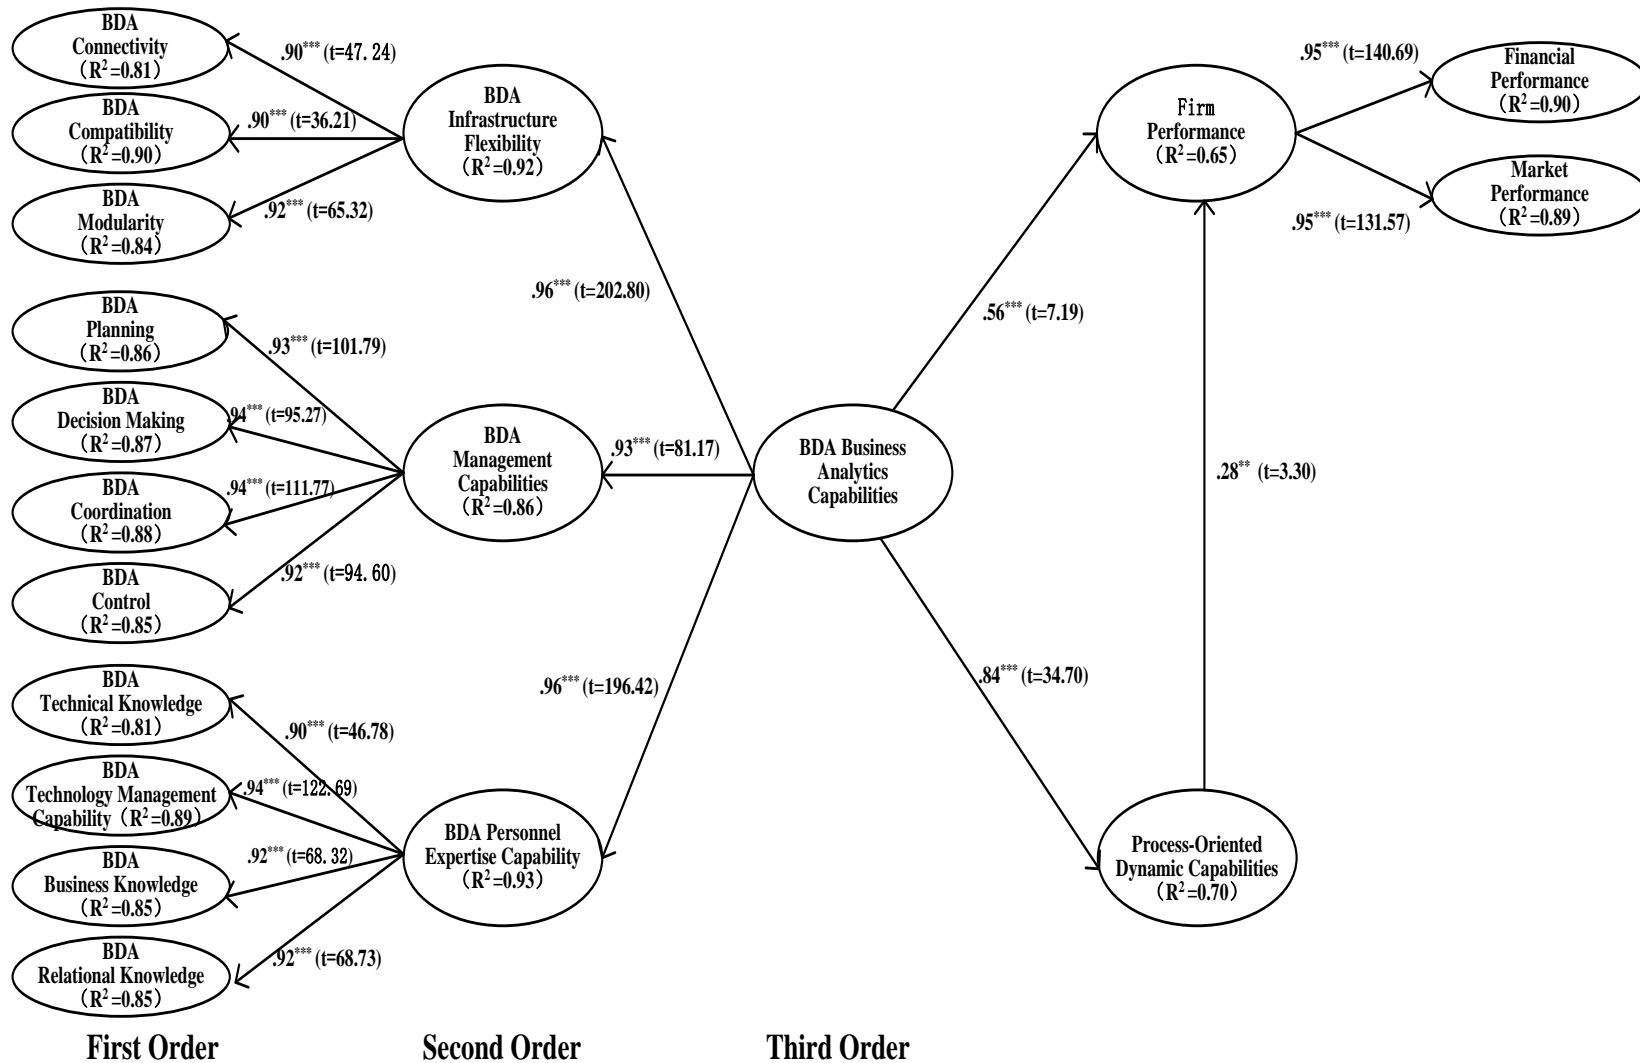 BDA
Connectivity
(R²=0.81)
.90*** (t=47.24)
BDA
Compatibility
(R²=0.90)
.90*** (t=36.21)
BDA
Modularity
(R²=0.84)
.92*** (t=65.32)
BDA
Infrastructure
Flexibility
(R²=0.92)
BDA
Planning
(R²=0.86)
.93*** (t=101.79)
BDA
Decision Making
(R²=0.87)
.94*** (t=95.27)
BDA
Coordination
(R²=0.88)
.94*** (t=111.77)
BDA
Control
(R²=0.85)
.92*** (t=94.60)
BDA
Management
Capabilities
(R²=0.86)
BDA
Technical Knowledge
(R²=0.81)
.90*** (t=46.78)
BDA
Technology Management
Capability (R²=0.89)
.94*** (t=122.69)
BDA
Business Knowledge
(R²=0.85)
.92*** (t=68.32)
BDA
Relational Knowledge
(R²=0.85)
.92*** (t=68.73)
BDA Personnel
Expertise Capability
(R²=0.93)
.96*** (t=202.80)
.93*** (t=81.17)
.96*** (t=196.42)
BDA Business
Analytics
Capabilities
.56*** (t=7.19)
.84*** (t=34.70)
Firm
Performance
(R²=0.65)
.28** (t=3.30)
Process-Oriented
Dynamic Capabilities
(R²=0.70)
.95*** (t=140.69)
Financial
Performance
(R²=0.90)
.95*** (t=131.57)
Market
Performance
(R²=0.89)
First Order
Second Order
Third Order